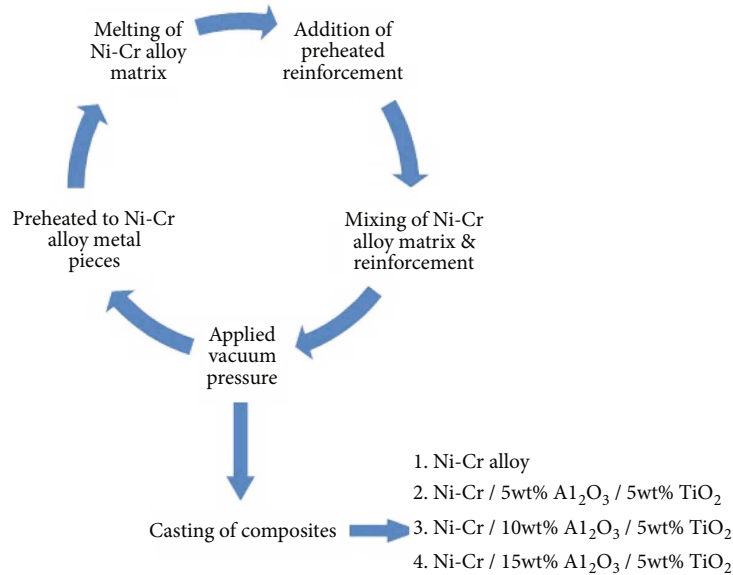 Melting of
Ni-Cr alloy
matrix
Addition of
preheated
reinforcement
Preheated to Ni-Cr
alloy metal
pieces
Mixing of Ni-Cr
alloy matrix &
reinforcement
Applied
vacuum
pressure
Casting of composites
1. Ni-Cr alloy
2. Ni-Cr / 5wt% A1₂O₃ / 5wt% TiO₂
3. Ni-Cr / 10wt% A1₂O₃ / 5wt% TiO₂
4. Ni-Cr / 15wt% A1₂O₃ / 5wt% TiO₂